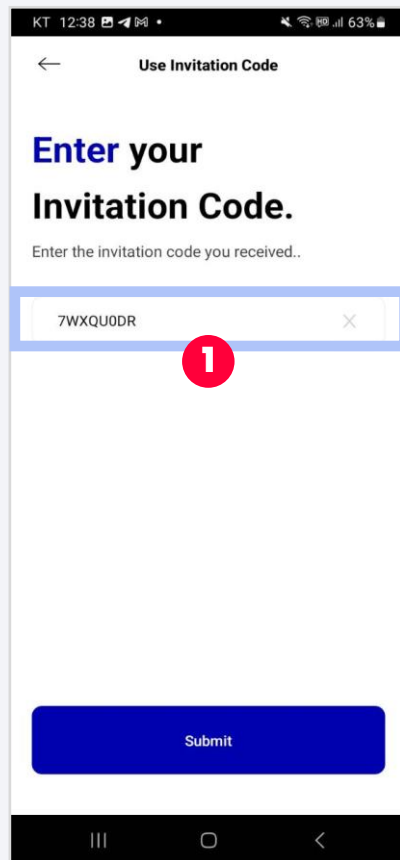 KT 12:38
63%
Use Invitation Code
Enter your
Invitation Code.
Enter the invitation code you received..
7WXQU0DR
1
Submit